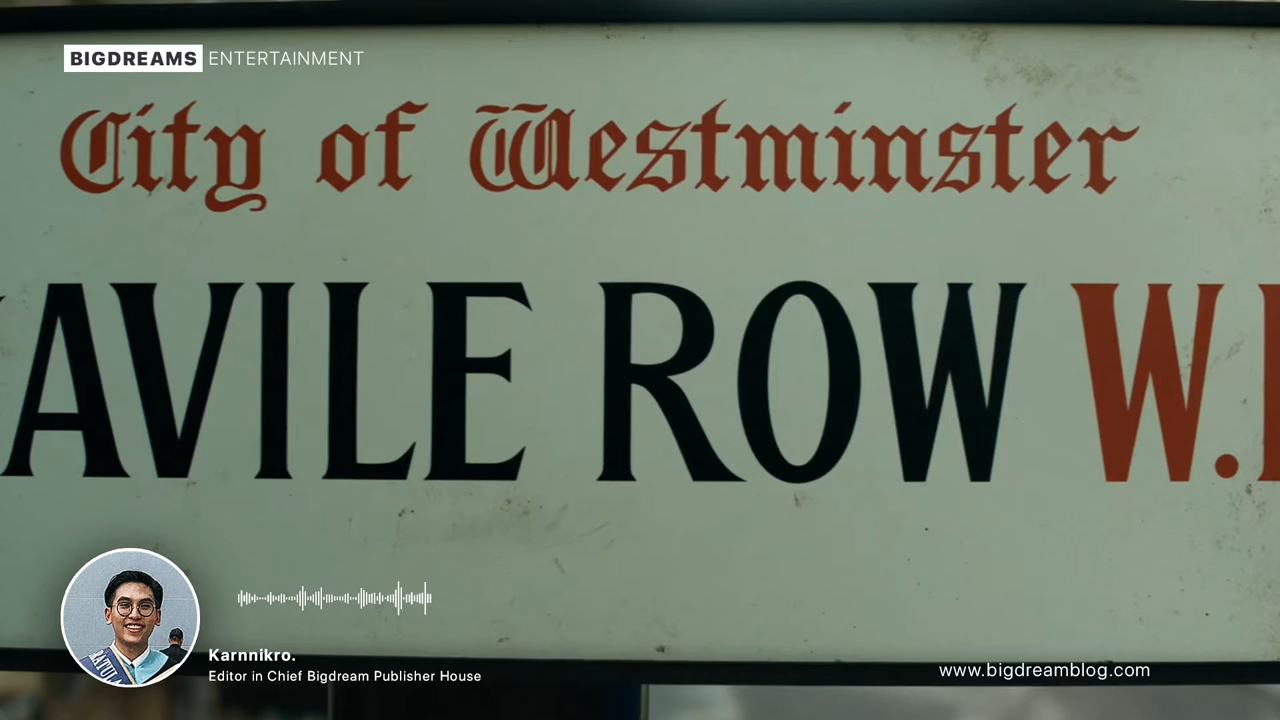 BIGDREAMS ENTERTAINMENT
City of Westminster
AVILE ROW W.
Karnnikro.
Editor in Chief Bigdream Publisher House
www.bigdreamblog.com